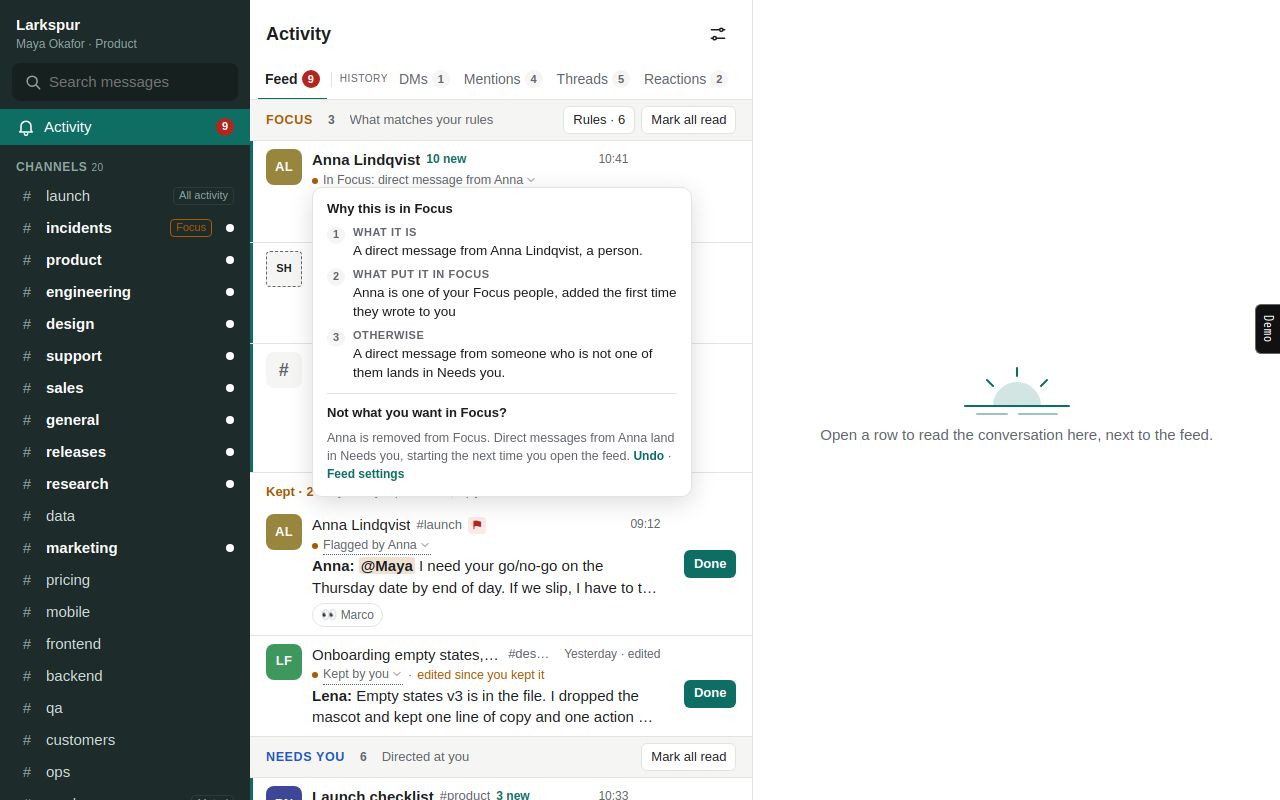 Larkspur
Maya Okafor · Product
Search messages
Activity 9
CHANNELS 20
# launch All activity
# incidents Focus
# product
# engineering
# design
# support
# sales
# general
# releases
# research
# data
# marketing
# pricing
# mobile
# frontend
# backend
# qa
# customers
# ops
Activity
Feed 9 HISTORY DMs 1 Mentions 4 Threads 5 Reactions 2
FOCUS 3 What matches your rules Rules · 6 Mark all read
AL Anna Lindqvist 10 new 10:41
In Focus: direct message from Anna
SH
#
Why this is in Focus
1 WHAT IT IS
A direct message from Anna Lindqvist, a person.
2 WHAT PUT IT IN FOCUS
Anna is one of your Focus people, added the first time
they wrote to you
3 OTHERWISE
A direct message from someone who is not one of
them lands in Needs you.
Not what you want in Focus?
Anna is removed from Focus. Direct messages from Anna land
in Needs you, starting the next time you open the feed. Undo ·
Feed settings
Kept · 2
AL Anna Lindqvist #launch 09:12
Flagged by Anna
Anna: @Maya I need your go/no-go on the
Thursday date by end of day. If we slip, I have to t…
Done
👀 Marco
LF Onboarding empty states,… #des… Yesterday · edited
Kept by you · edited since you kept it
Lena: Empty states v3 is in the file. I dropped the
mascot and kept one line of copy and one action …
Done
NEEDS YOU 6 Directed at you Mark all read
Launch checklist #product 3 new 10:33
Open a row to read the conversation here, next to the feed.
Demo